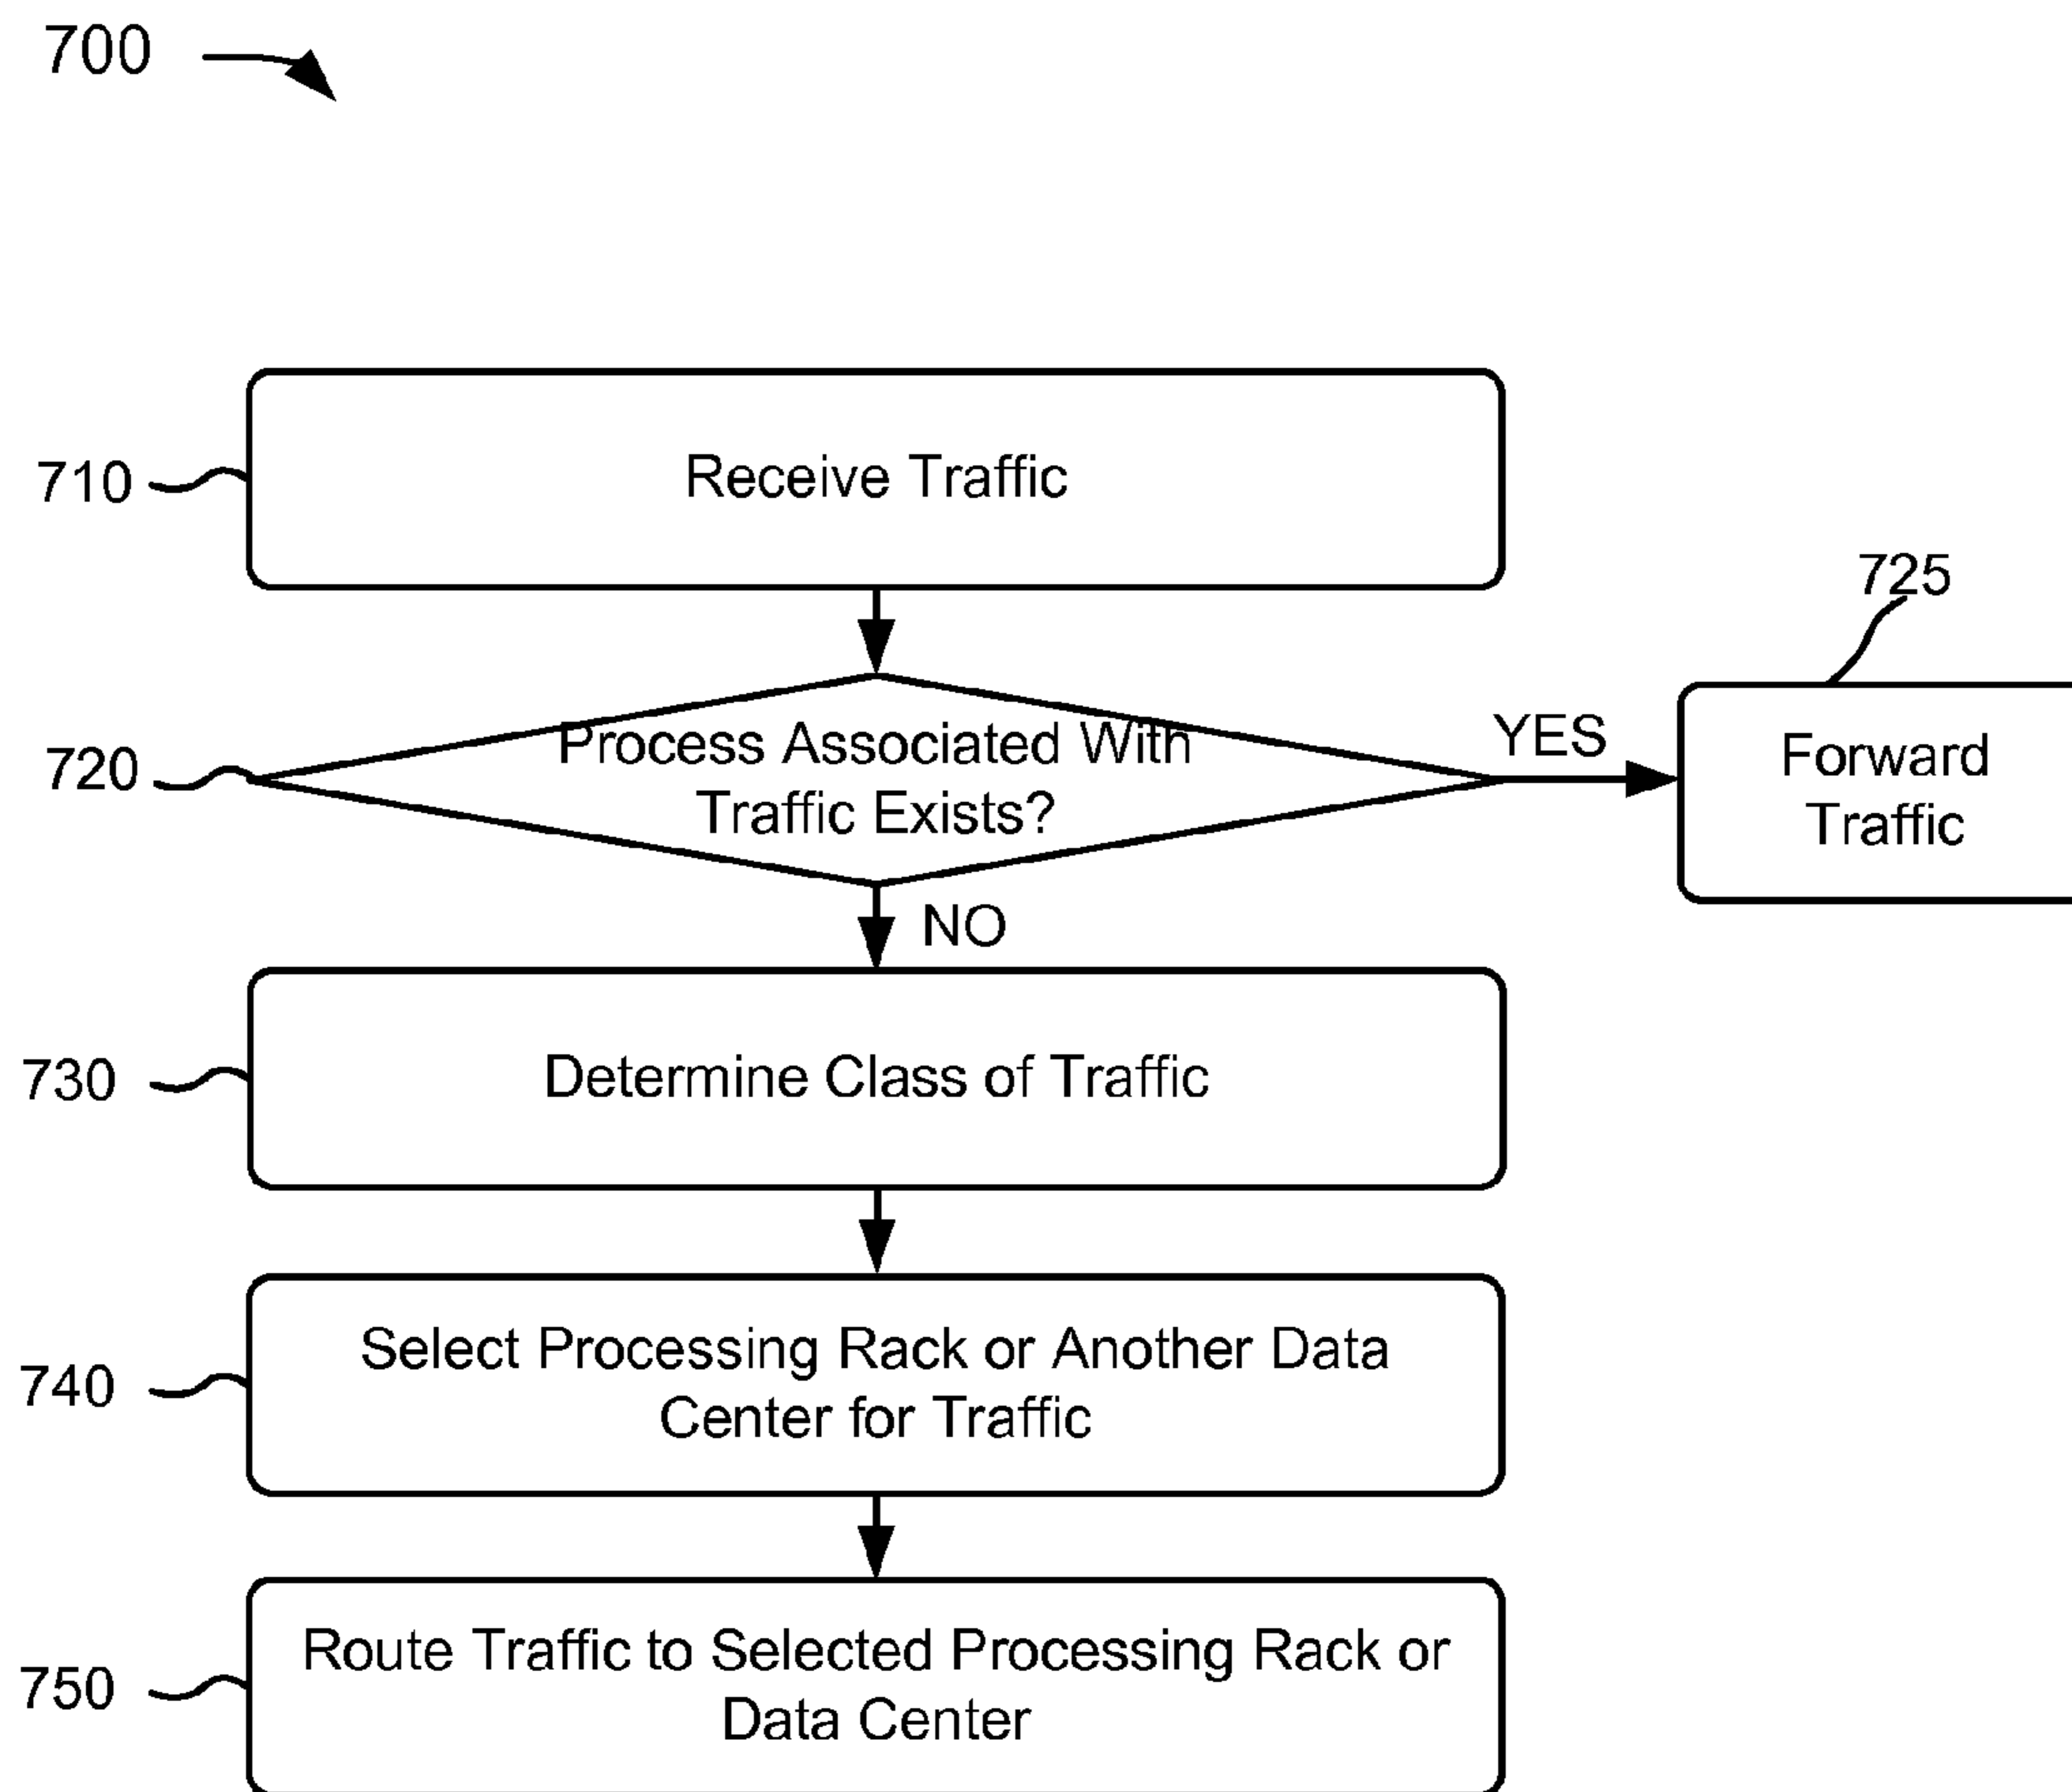 700
710
Receive Traffic
725
720
Process Associated With
Traffic Exists?
YES
Forward
Traffic
NO
730
Determine Class of Traffic
740
Select Processing Rack or Another Data
Center for Traffic
750
Route Traffic to Selected Processing Rack or
Data Center